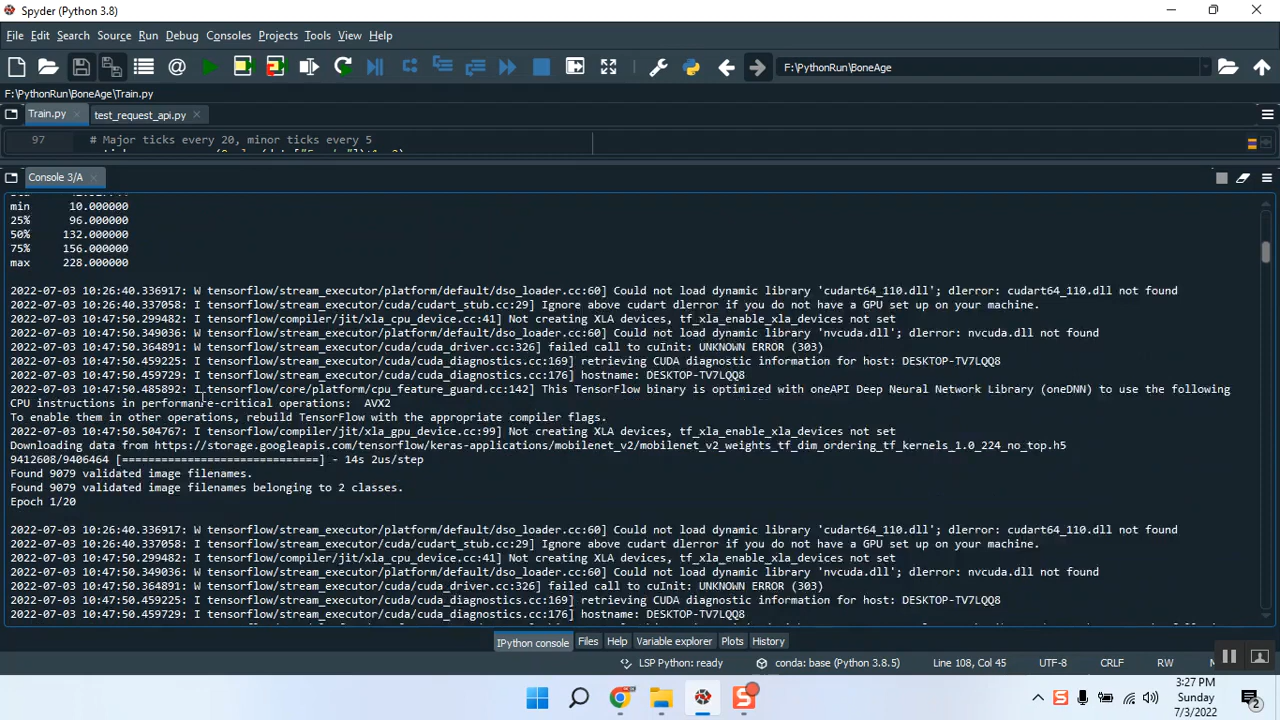 Spyder (Python 3.8)
File Edit Search Source Run Debug Consoles Projects Tools View Help
F:\PythonRun\BoneAge
F:\PythonRun\BoneAge\Train.py
Train.py test_request_api.py
97 # Major ticks every 20, minor ticks every 5
Console 3/A
min 10.000000
25% 96.000000
50% 132.000000
75% 156.000000
max 228.000000
2022-07-03 10:26:40.336917: W tensorflow/stream_executor/platform/default/dso_loader.cc:60] Could not load dynamic library 'cudart64_110.dll'; dlerror: cudart64_110.dll not found
2022-07-03 10:26:40.337058: I tensorflow/stream_executor/cuda/cudart_stub.cc:29] Ignore above cudart dlerror if you do not have a GPU set up on your machine.
2022-07-03 10:47:50.299482: I tensorflow/compiler/jit/xla_cpu_device.cc:41] Not creating XLA devices, tf_xla_enable_xla_devices not set
2022-07-03 10:47:50.349036: W tensorflow/stream_executor/platform/default/dso_loader.cc:60] Could not load dynamic library 'nvcuda.dll'; dlerror: nvcuda.dll not found
2022-07-03 10:47:50.364891: W tensorflow/stream_executor/cuda/cuda_driver.cc:326] failed call to cuInit: UNKNOWN ERROR (303)
2022-07-03 10:47:50.459225: I tensorflow/stream_executor/cuda/cuda_diagnostics.cc:169] retrieving CUDA diagnostic information for host: DESKTOP-TV7LQQ8
2022-07-03 10:47:50.459729: I tensorflow/stream_executor/cuda/cuda_diagnostics.cc:176] hostname: DESKTOP-TV7LQQ8
2022-07-03 10:47:50.485892: I tensorflow/core/platform/cpu_feature_guard.cc:142] This TensorFlow binary is optimized with oneAPI Deep Neural Network Library (oneDNN) to use the following
CPU instructions in performance-critical operations: AVX2
To enable them in other operations, rebuild TensorFlow with the appropriate compiler flags.
2022-07-03 10:47:50.504767: I tensorflow/compiler/jit/xla_gpu_device.cc:99] Not creating XLA devices, tf_xla_enable_xla_devices not set
Downloading data from https://storage.googleapis.com/tensorflow/keras-applications/mobilenet_v2/mobilenet_v2_weights_tf_dim_ordering_tf_kernels_1.0_224_no_top.h5
9412608/9406464 [==============================] - 14s 2us/step
Found 9079 validated image filenames.
Found 9079 validated image filenames belonging to 2 classes.
Epoch 1/20
2022-07-03 10:26:40.336917: W tensorflow/stream_executor/platform/default/dso_loader.cc:60] Could not load dynamic library 'cudart64_110.dll'; dlerror: cudart64_110.dll not found
2022-07-03 10:26:40.337058: I tensorflow/stream_executor/cuda/cudart_stub.cc:29] Ignore above cudart dlerror if you do not have a GPU set up on your machine.
2022-07-03 10:47:50.299482: I tensorflow/compiler/jit/xla_cpu_device.cc:41] Not creating XLA devices, tf_xla_enable_xla_devices not set
2022-07-03 10:47:50.349036: W tensorflow/stream_executor/platform/default/dso_loader.cc:60] Could not load dynamic library 'nvcuda.dll'; dlerror: nvcuda.dll not found
2022-07-03 10:47:50.364891: W tensorflow/stream_executor/cuda/cuda_driver.cc:326] failed call to cuInit: UNKNOWN ERROR (303)
2022-07-03 10:47:50.459225: I tensorflow/stream_executor/cuda/cuda_diagnostics.cc:169] retrieving CUDA diagnostic information for host: DESKTOP-TV7LQQ8
2022-07-03 10:47:50.459729: I tensorflow/stream_executor/cuda/cuda_diagnostics.cc:176] hostname: DESKTOP-TV7LQQ8
IPython console Files Help Variable explorer Plots History
LSP Python: ready conda: base (Python 3.8.5) Line 108, Col 45 UTF-8 CRLF RW
3:27 PM
Sunday
7/3/2022
2